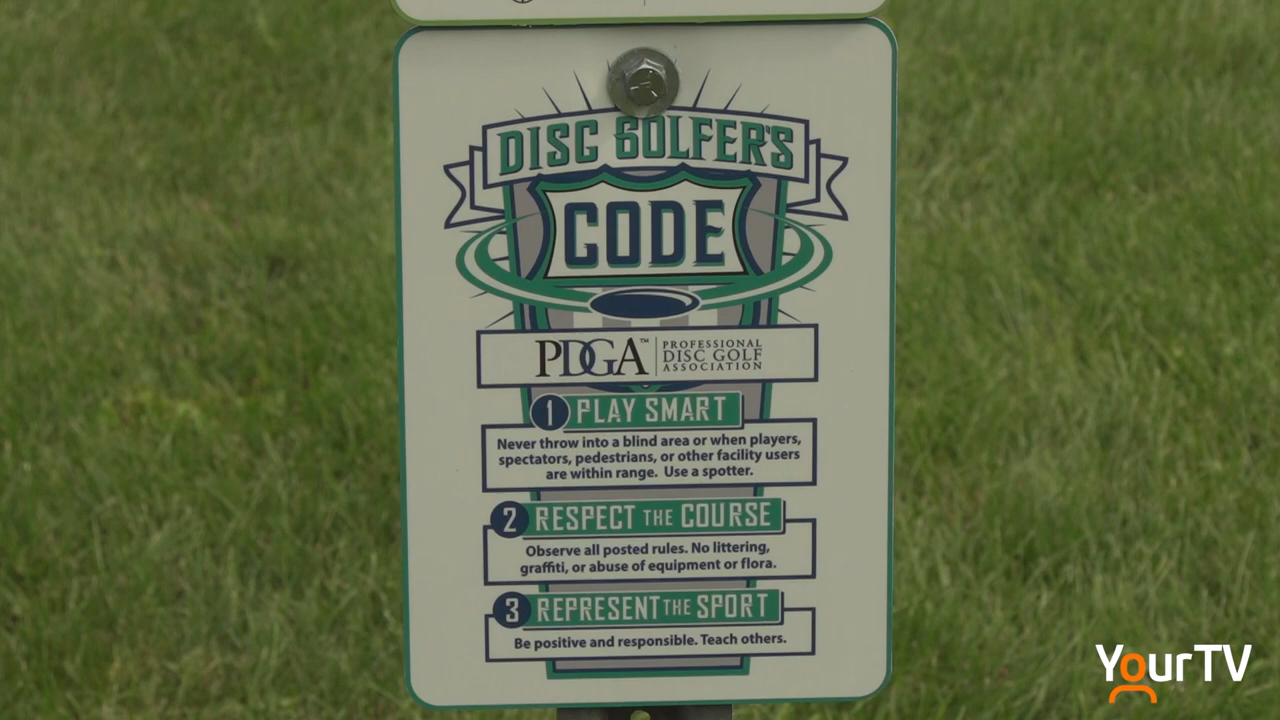 DISC GOLFER'S
CODE
PDGA™ PROFESSIONAL
DISC GOLF
ASSOCIATION
1 PLAY SMART
Never throw into a blind area or when players,
spectators, pedestrians, or other facility users
are within range. Use a spotter.
2 RESPECT THE COURSE
Observe all posted rules. No littering,
graffiti, or abuse of equipment or flora.
3 REPRESENT THE SPORT
Be positive and responsible. Teach others.
YourTV